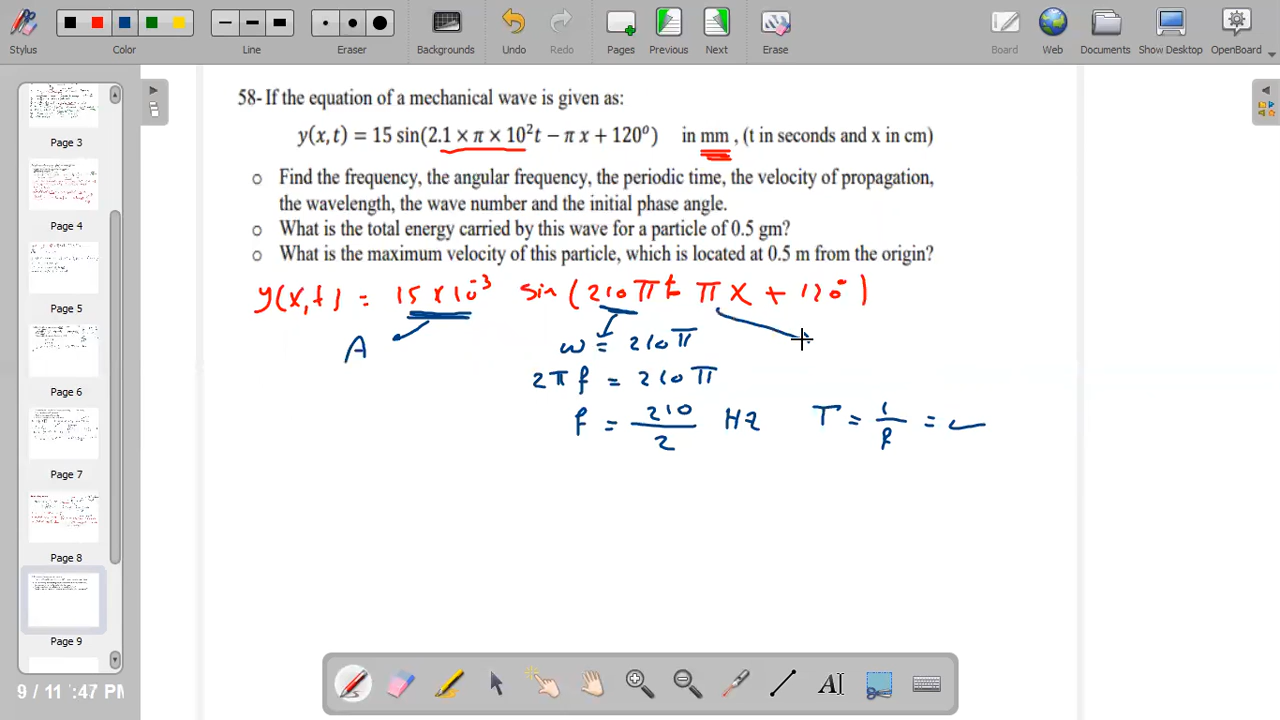 Stylus Color Line Eraser Backgrounds Undo Redo Pages Previous Next Erase Board Web Documents Show Desktop OpenBoard
Page 3
Page 4
Page 5
Page 6
Page 7
Page 8
Page 9
9 / 11
:47 PM
58- If the equation of a mechanical wave is given as:
y(x,t) = 15 sin(2.1 × π × 10²t − π x + 120⁰) in mm , (t in seconds and x in cm)
o Find the frequency, the angular frequency, the periodic time, the velocity of propagation,
the wavelength, the wave number and the initial phase angle.
o What is the total energy carried by this wave for a particle of 0.5 gm?
o What is the maximum velocity of this particle, which is located at 0.5 m from the origin?
y(x,t) = 15 x 10⁻³ sin (210 π t - π x + 120°)
A ω = 210 π
2π f = 210 π
f = 210/2 Hz T = 1/f =